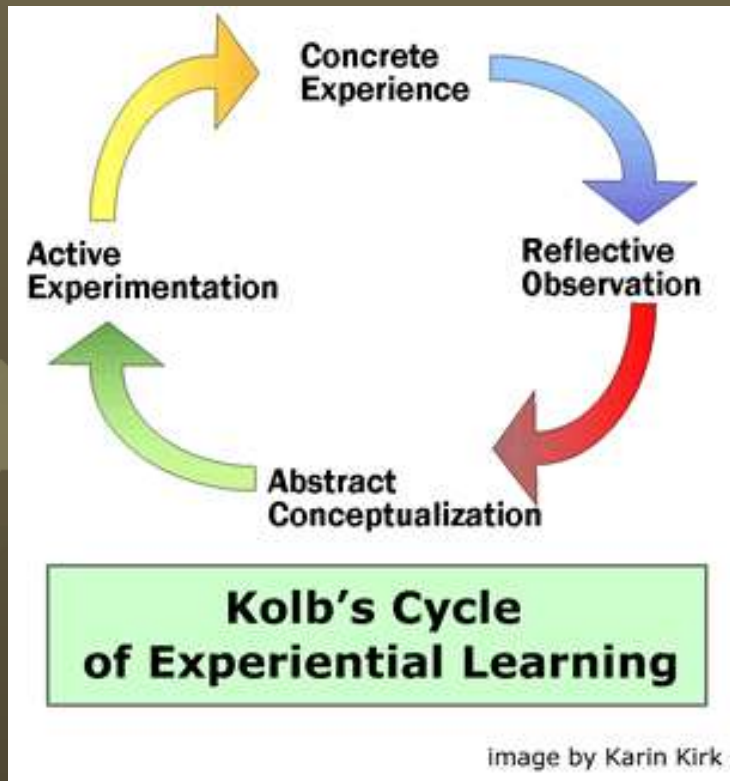 Concrete
Experience
Reflective
Observation
Abstract
Conceptualization
Active
Experimentation
Kolb's Cycle
of Experiential Learning
image by Karin Kirk